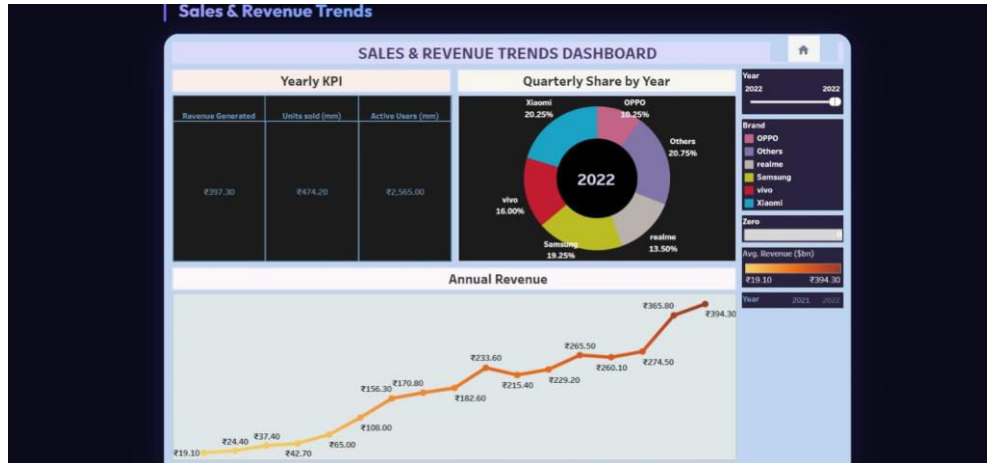 Sales & Revenue Trends
SALES & REVENUE TRENDS DASHBOARD
Yearly KPI
Revenue Generated
Units sold (mm)
Active Users (mm)
₹397.30
₹474.20
₹2,565.00
Quarterly Share by Year
Xiaomi
20.25%
OPPO
10.25%
Others
20.75%
2022
vivo
16.00%
Samsung
19.25%
realme
13.50%
Year
2022 2022
Brand
OPPO
Others
realme
Samsung
vivo
Xiaomi
Zero
Avg. Revenue ($bn)
₹19.10 ₹394.30
Year 2021 2022
Annual Revenue
₹19.10
₹24.40
₹37.40
₹42.70
₹65.00
₹108.00
₹156.30
₹170.80
₹182.60
₹233.60
₹215.40
₹229.20
₹265.50
₹260.10
₹274.50
₹365.80
₹394.30